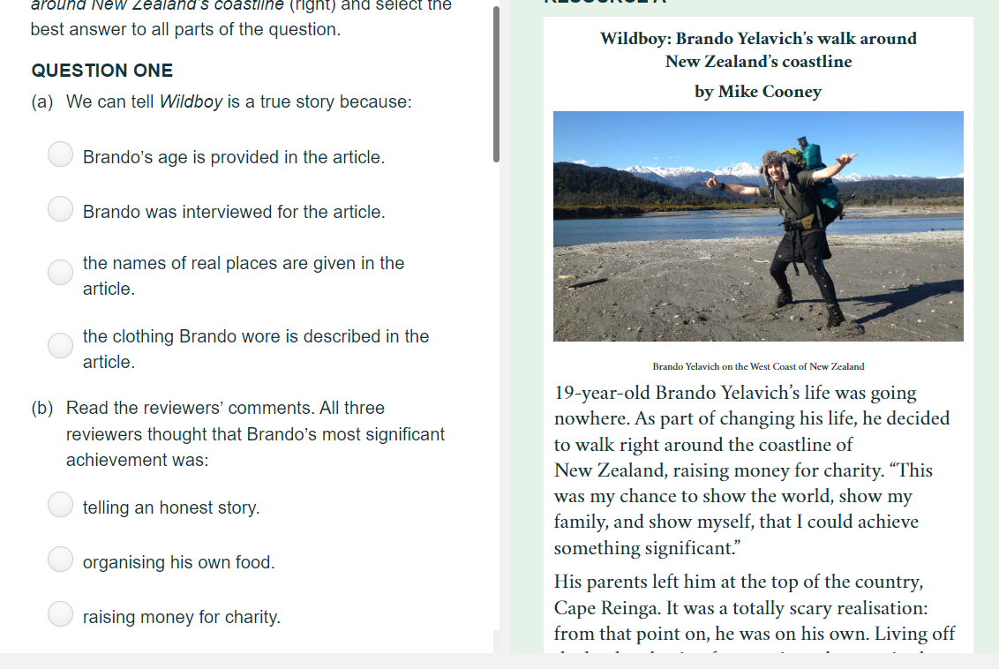 around New Zealand's coastline (right) and select the
best answer to all parts of the question.
QUESTION ONE
(a) We can tell Wildboy is a true story because:
Brando's age is provided in the article.
Brando was interviewed for the article.
the names of real places are given in the
article.
the clothing Brando wore is described in the
article.
(b) Read the reviewers' comments. All three
reviewers thought that Brando's most significant
achievement was:
telling an honest story.
organising his own food.
raising money for charity.
RESOURCE A
Wildboy: Brando Yelavich's walk around
New Zealand's coastline
by Mike Cooney
Brando Yelavich on the West Coast of New Zealand
19-year-old Brando Yelavich's life was going
nowhere. As part of changing his life, he decided
to walk right around the coastline of
New Zealand, raising money for charity. “This
was my chance to show the world, show my
family, and show myself, that I could achieve
something significant.”
His parents left him at the top of the country,
Cape Reinga. It was a totally scary realisation:
from that point on, he was on his own. Living off